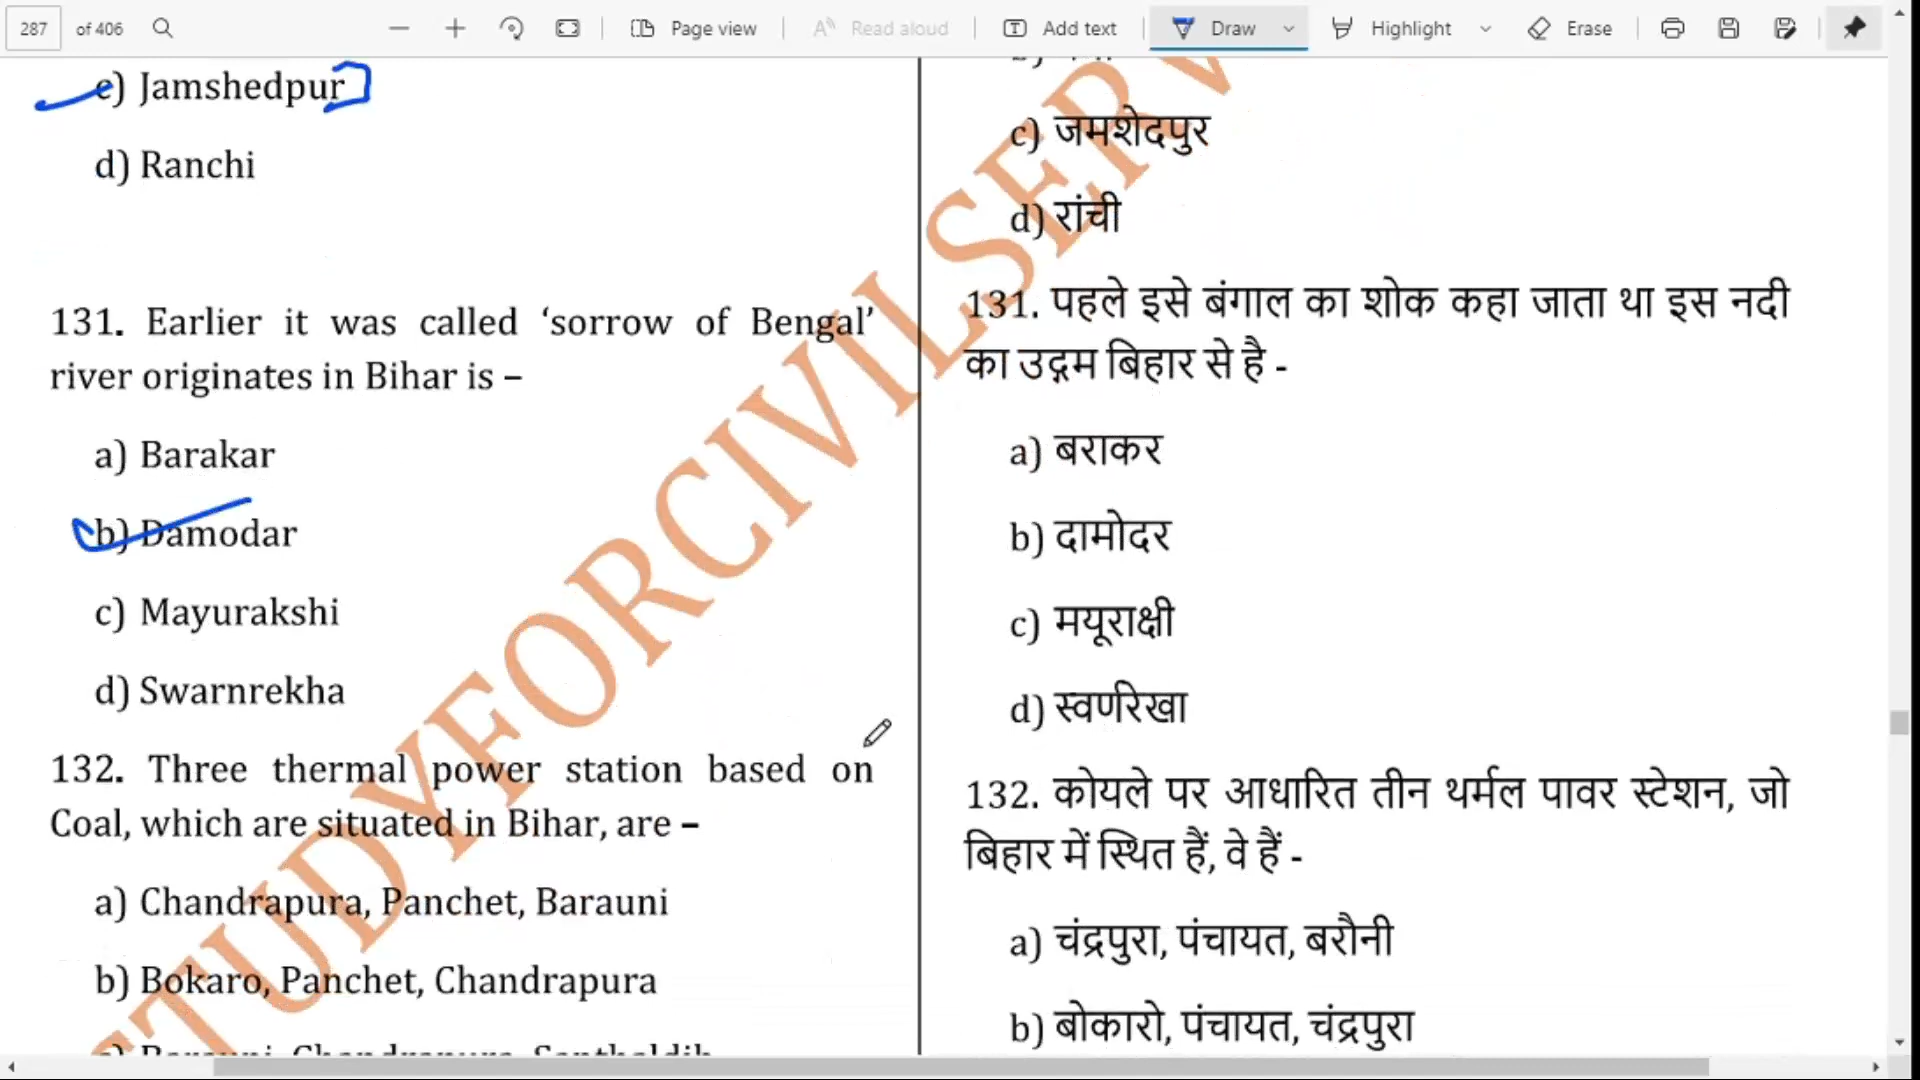 287 of 406
Page view
Read aloud
Add text
Draw
Highlight
Erase
c) Jamshedpur
d) Ranchi
131. Earlier it was called ‘sorrow of Bengal’
river originates in Bihar is –
a) Barakar
b) Damodar
c) Mayurakshi
d) Swarnrekha
132. Three thermal power station based on
Coal, which are situated in Bihar, are –
a) Chandrapura, Panchet, Barauni
b) Bokaro, Panchet, Chandrapura
c) जमशेदपुर
d) रांची
131. पहले इसे बंगाल का शोक कहा जाता था इस नदी
का उद्गम बिहार से है -
a) बराकर
b) दामोदर
c) मयूराक्षी
d) स्वर्णरेखा
132. कोयले पर आधारित तीन थर्मल पावर स्टेशन, जो
बिहार में स्थित हैं, वे हैं -
a) चंद्रपुरा, पंचायत, बरौनी
b) बोकारो, पंचायत, चंद्रपुरा
STUDYFORCIVILSERV